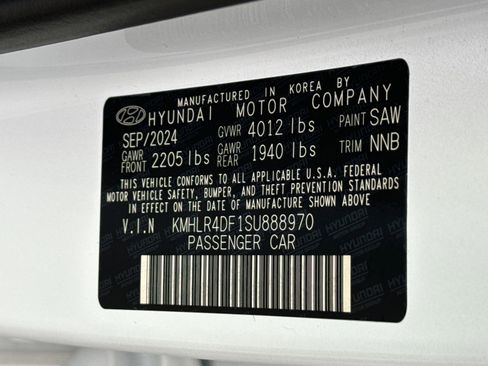 MANUFACTURED IN KOREA BY
HYUNDAI MOTOR COMPANY
SEP/2024 GVWR 4012 lbs PAINT SAW
GAWR FRONT 2205 lbs GAWR REAR 1940 lbs TRIM NNB
THIS VEHICLE CONFORMS TO ALL APPLICABLE U.S.A. FEDERAL
MOTOR VEHICLE SAFETY, BUMPER, AND THEFT PREVENTION STANDARDS
IN EFFECT ON THE DATE OF MANUFACTURE SHOWN ABOVE
V.I.N KMHLR4DF1SU888970
PASSENGER CAR